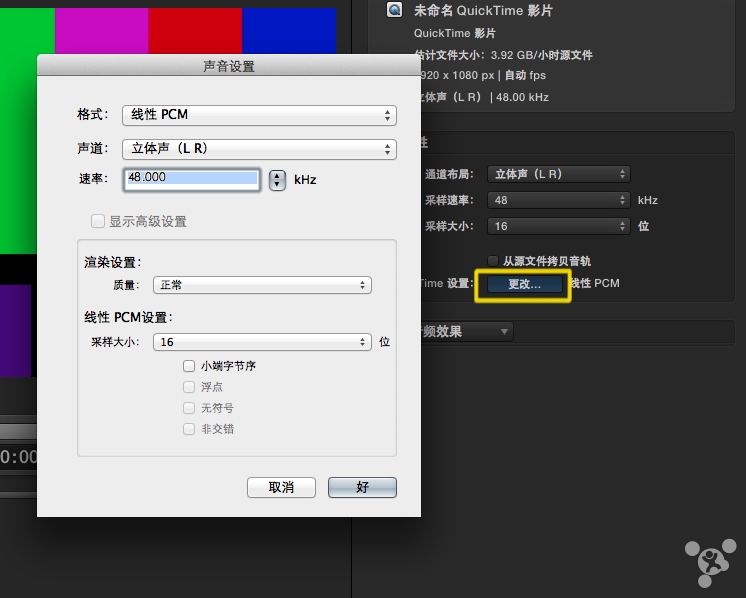 未命名 QuickTime 影片
QuickTime 影片
估计文件大小：3.92 GB/小时源文件
920 x 1080 px | 自动 fps
立体声（L R） | 48.00 kHz
性
通道布局： 立体声（L R）
采样速率： 48 kHz
采样大小： 16 位
从源文件拷贝音轨
Time 设置： 更改... 线性 PCM
频效果
声音设置
格式： 线性 PCM
声道： 立体声（L R）
速率： 48.000 kHz
显示高级设置
渲染设置：
质量： 正常
线性 PCM设置：
采样大小： 16 位
小端字节序
浮点
无符号
非交错
取消 好
0:00